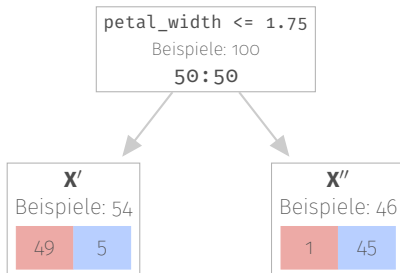 petal_width <= 1.75
Beispiele: 100
50:50
X′ X″
Beispiele: 54 Beispiele: 46
49 5 1 45